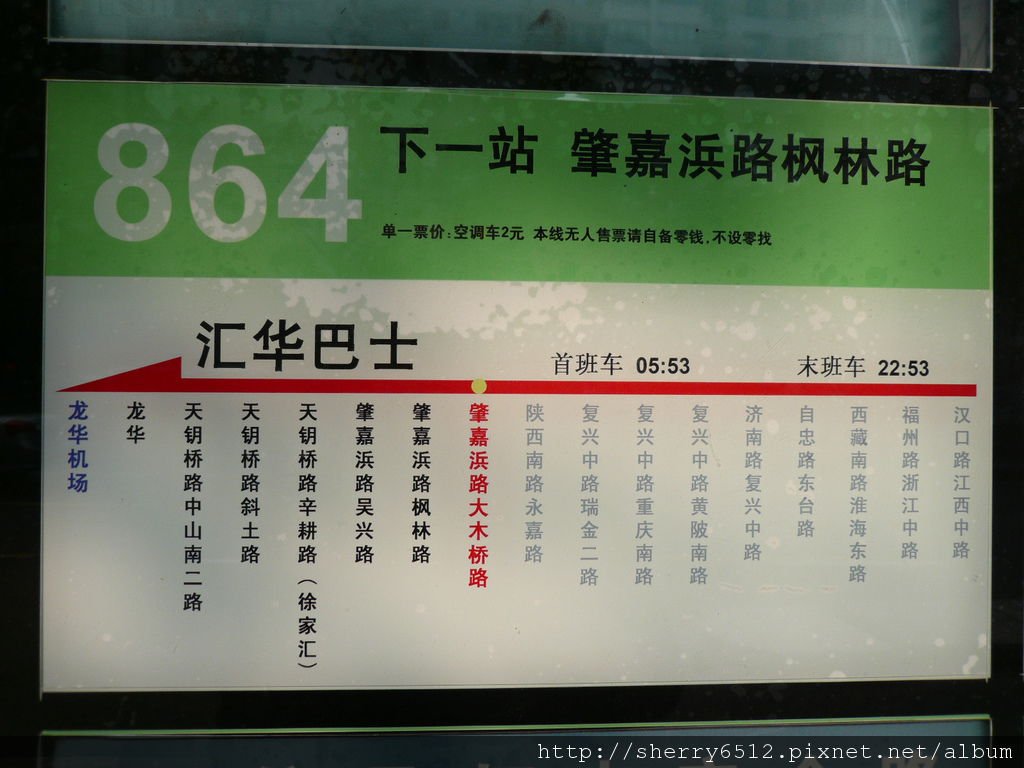 864
下一站 肇嘉浜路枫林路
单一票价:空调车2元 本线无人售票请自备零钱,不设零找
汇华巴士
首班车 05:53 末班车 22:53
龙华机场
龙华
天钥桥路中山南二路
天钥桥路斜土路
天钥桥路辛耕路(徐家汇)
肇嘉浜路吴兴路
肇嘉浜路枫林路
肇嘉浜路大木桥路
陕西南路永嘉路
复兴中路瑞金二路
复兴中路重庆南路
复兴中路黄陂南路
济南路复兴中路
自忠路东台路
西藏南路淮海东路
福州路浙江中路
汉口路江西中路
http://sherry6512.pixnet.net/album